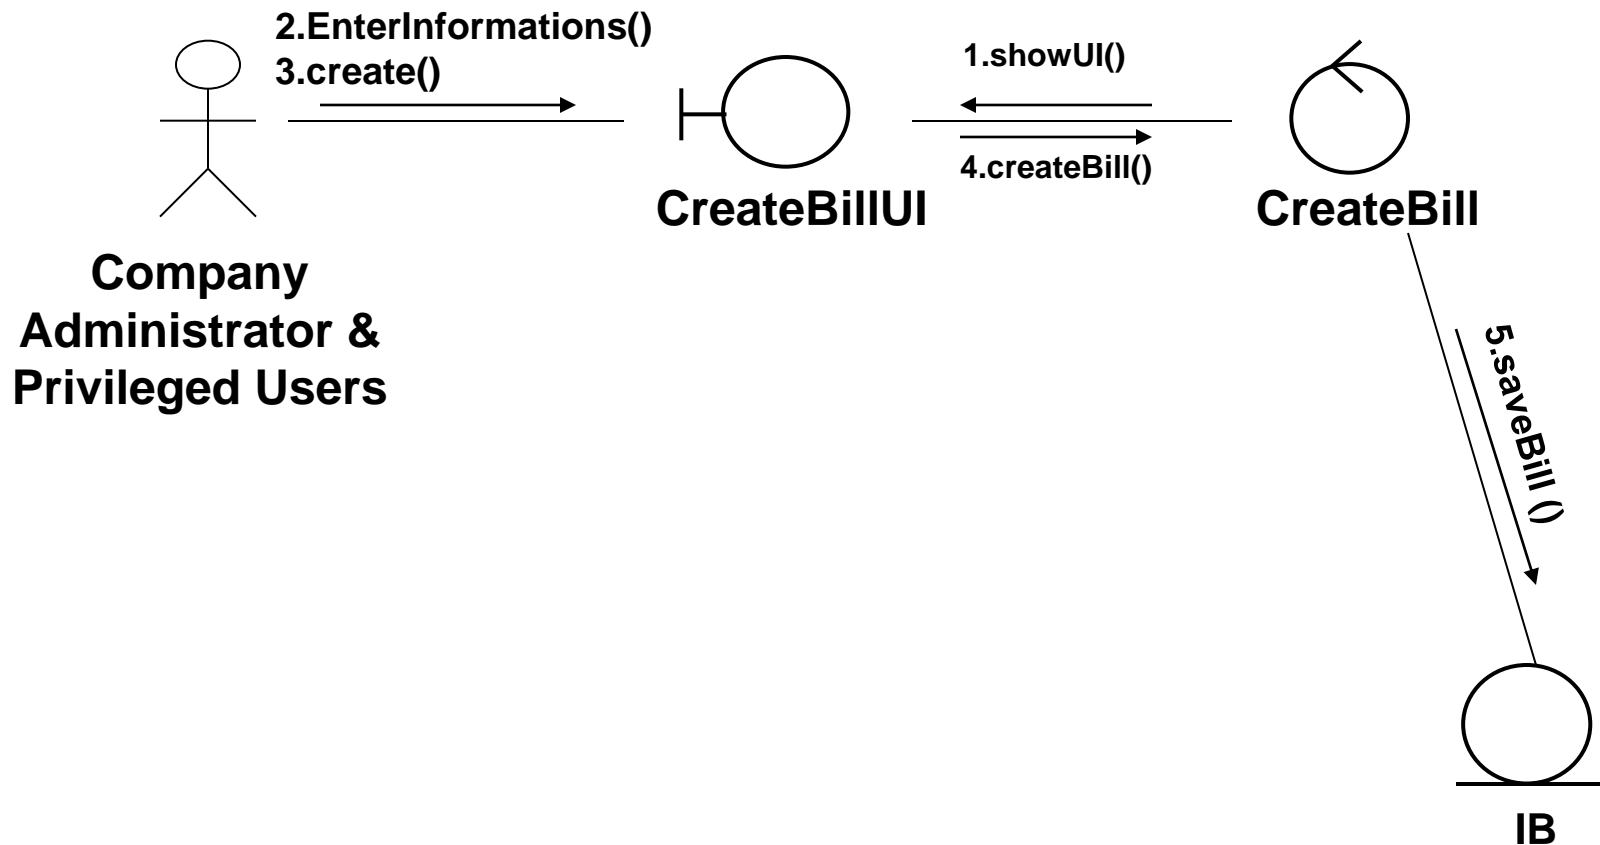 2.EnterInformations()
3.create()
1.showUI()
4.createBill()
CreateBillUI
CreateBill
Company
Administrator &
Privileged Users
5.saveBill ()
IB